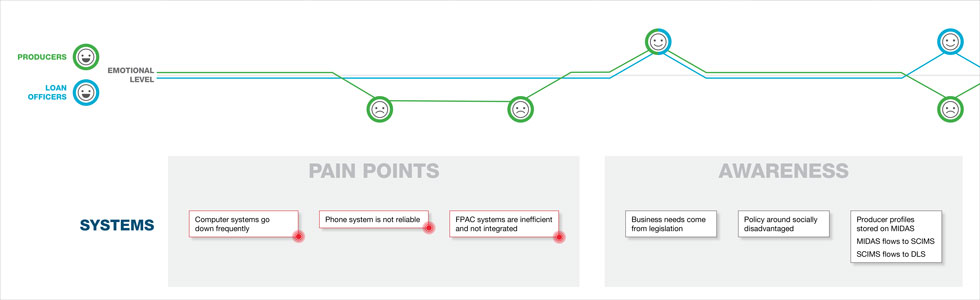 PRODUCERS
LOAN
OFFICERS
EMOTIONAL
LEVEL
PAIN POINTS
AWARENESS
SYSTEMS
Computer systems go
down frequently
Phone system is not reliable
FPAC systems are inefficient
and not integrated
Business needs come
from legislation
Policy around socially
disadvantaged
Producer profiles
stored on MIDAS
MIDAS flows to SCIMS
SCIMS flows to DLS